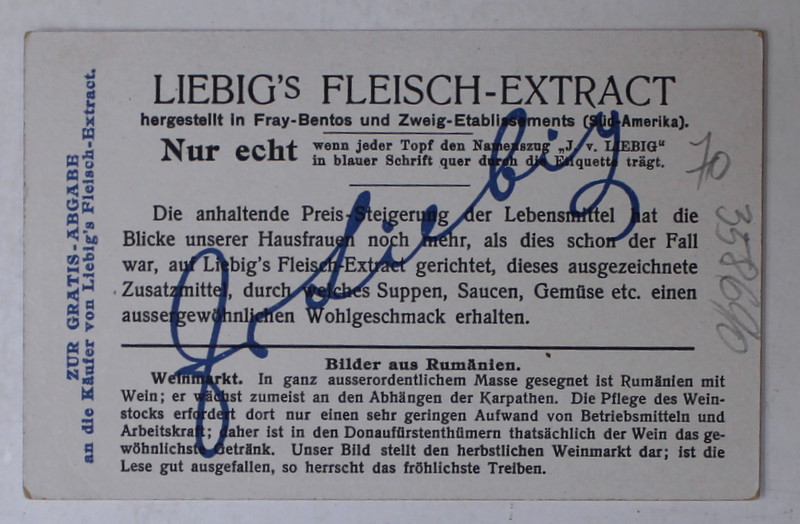 ZUR GRATIS-ABGABE
an die Käufer von Liebig's Fleisch-Extract.
LIEBIG's FLEISCH-EXTRACT
hergestellt in Fray-Bentos und Zweig-Etablissements (Süd-Amerika).
Nur echt
wenn jeder Topf den Namenszug „J. v. LIEBIG“
in blauer Schrift quer durch die Etiquette trägt.
Die anhaltende Preis-Steigerung der Lebensmittel hat die
Blicke unserer Hausfrauen noch mehr, als dies schon der Fall
war, auf Liebig's Fleisch-Extract gerichtet, dieses ausgezeichnete
Zusatzmittel, durch welches Suppen, Saucen, Gemüse etc. einen
aussergewöhnlichen Wohlgeschmack erhalten.
J v Liebig
Bilder aus Rumänien.
Weinmarkt. In ganz ausserordentlichem Masse gesegnet ist Rumänien mit
Wein; er wächst zumeist an den Abhängen der Karpathen. Die Pflege des Wein-
stocks erfordert dort nur einen sehr geringen Aufwand von Betriebsmitteln und
Arbeitskraft; daher ist in den Donaufürstenthümern thatsächlich der Wein das ge-
wöhnlichste Getränk. Unser Bild stellt den herbstlichen Weinmarkt dar; ist die
Lese gut ausgefallen, so herrscht das fröhlichste Treiben.
70